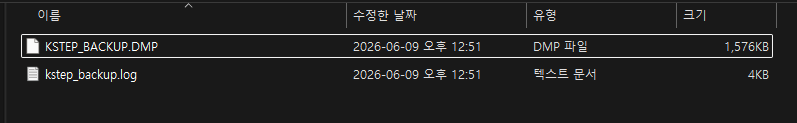 이름 수정한 날짜 유형 크기
KSTEP_BACKUP.DMP 2026-06-09 오후 12:51 DMP 파일 1,576KB
kstep_backup.log 2026-06-09 오후 12:51 텍스트 문서 4KB